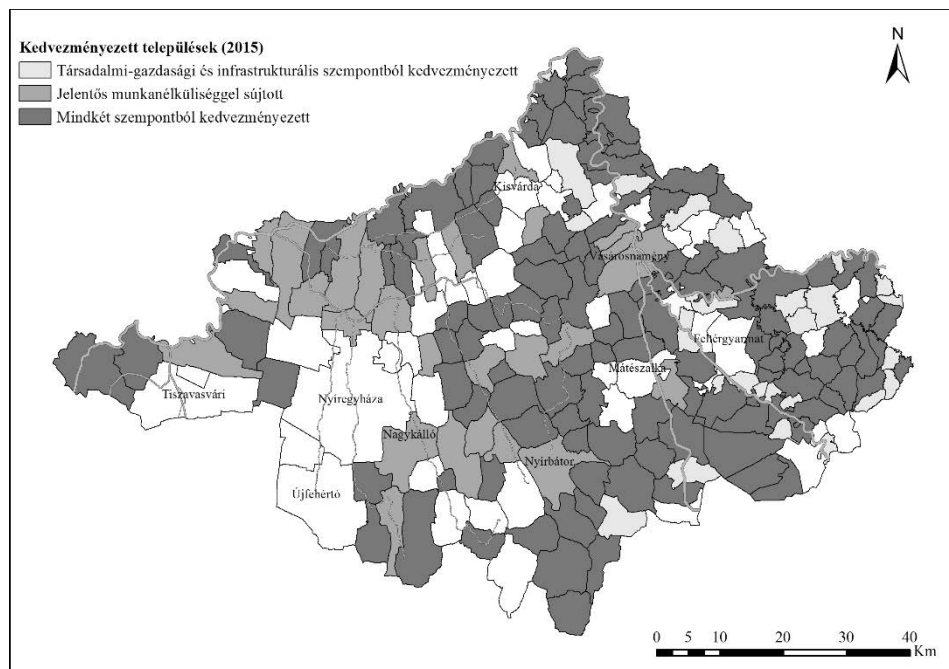 Kedvezményezett települések (2015)
Társadalmi-gazdasági és infrastrukturális szempontból kedvezményezett
Jelentős munkanélküliséggel sújtott
Mindkét szempontból kedvezményezett
N
Kisvárda
Vásárosnamény
Fehérgyarmat
Mátészalka
Tiszavasvári
Nyíregyháza
Nagykálló
Nyírbátor
Újfehértó
0 5 10 20 30 40
Km